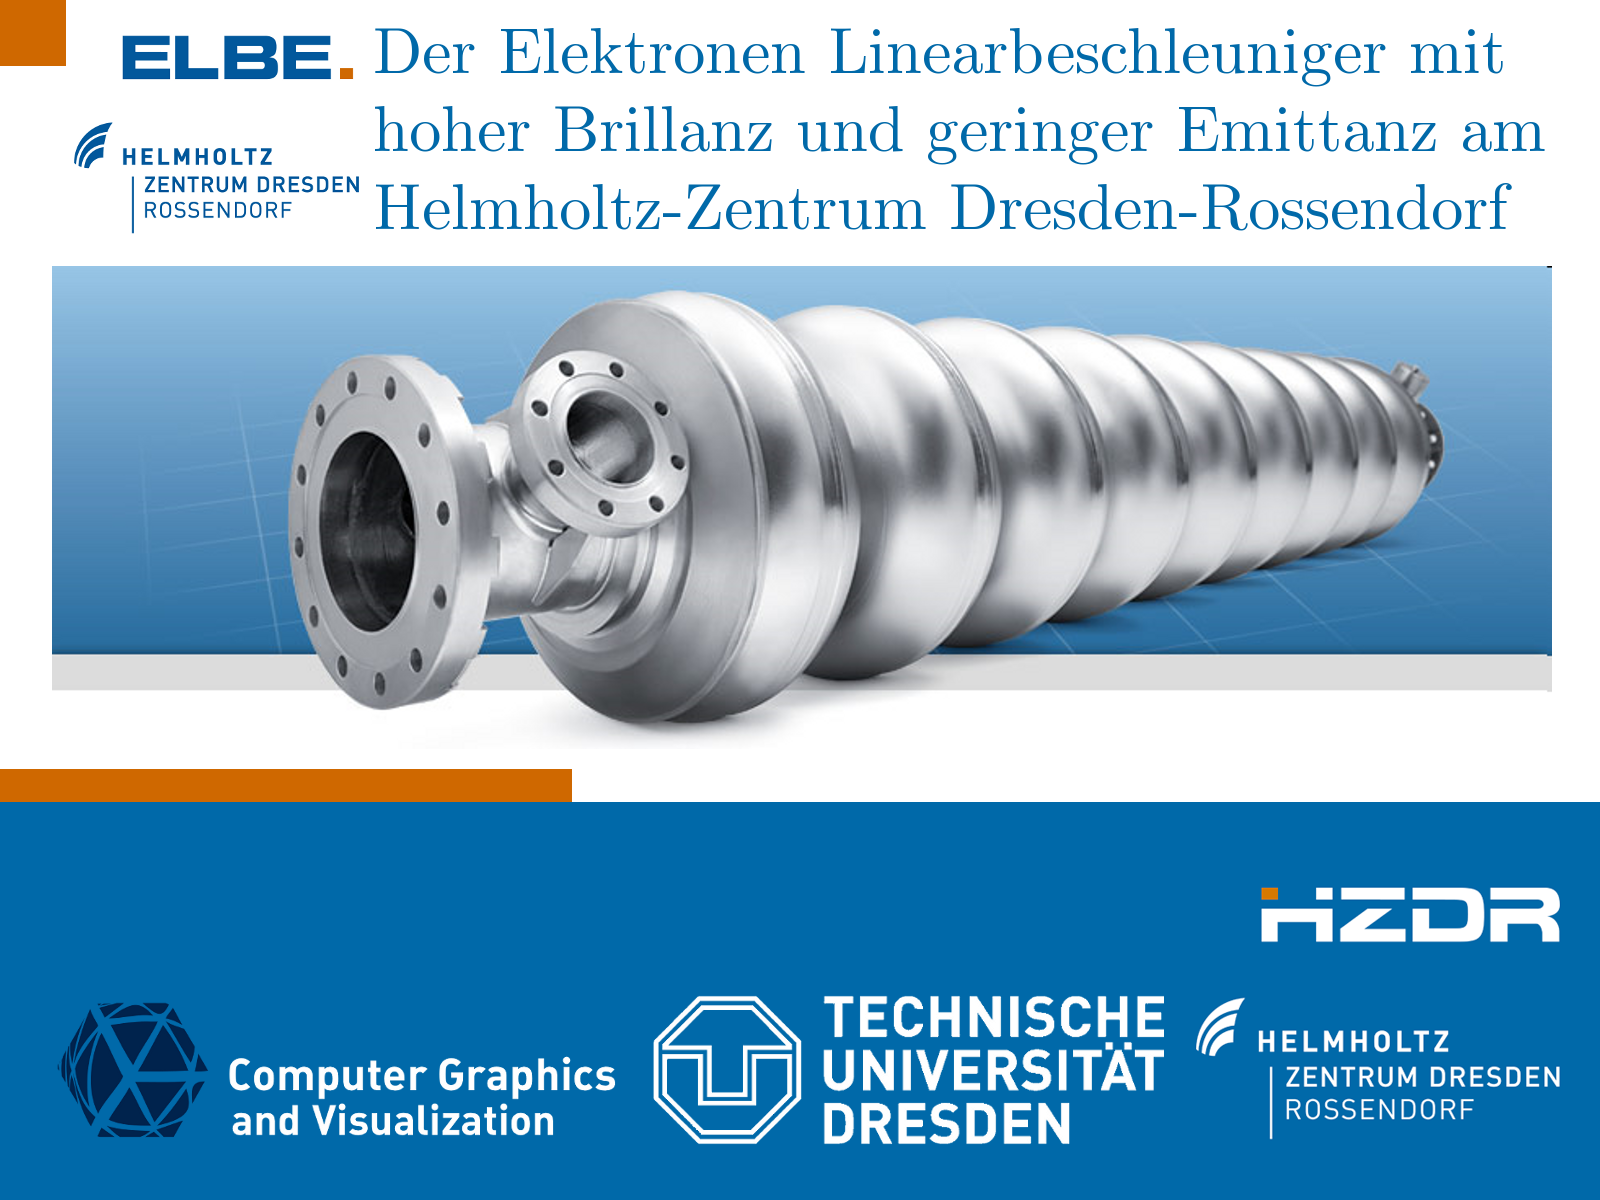 ELBE.
Der Elektronen Linearbeschleuniger mit
hoher Brillanz und geringer Emittanz am
Helmholtz-Zentrum Dresden-Rossendorf
HELMHOLTZ
ZENTRUM DRESDEN
ROSSENDORF
HZDR
Computer Graphics
and Visualization
TECHNISCHE
UNIVERSITÄT
DRESDEN
HELMHOLTZ
ZENTRUM DRESDEN
ROSSENDORF